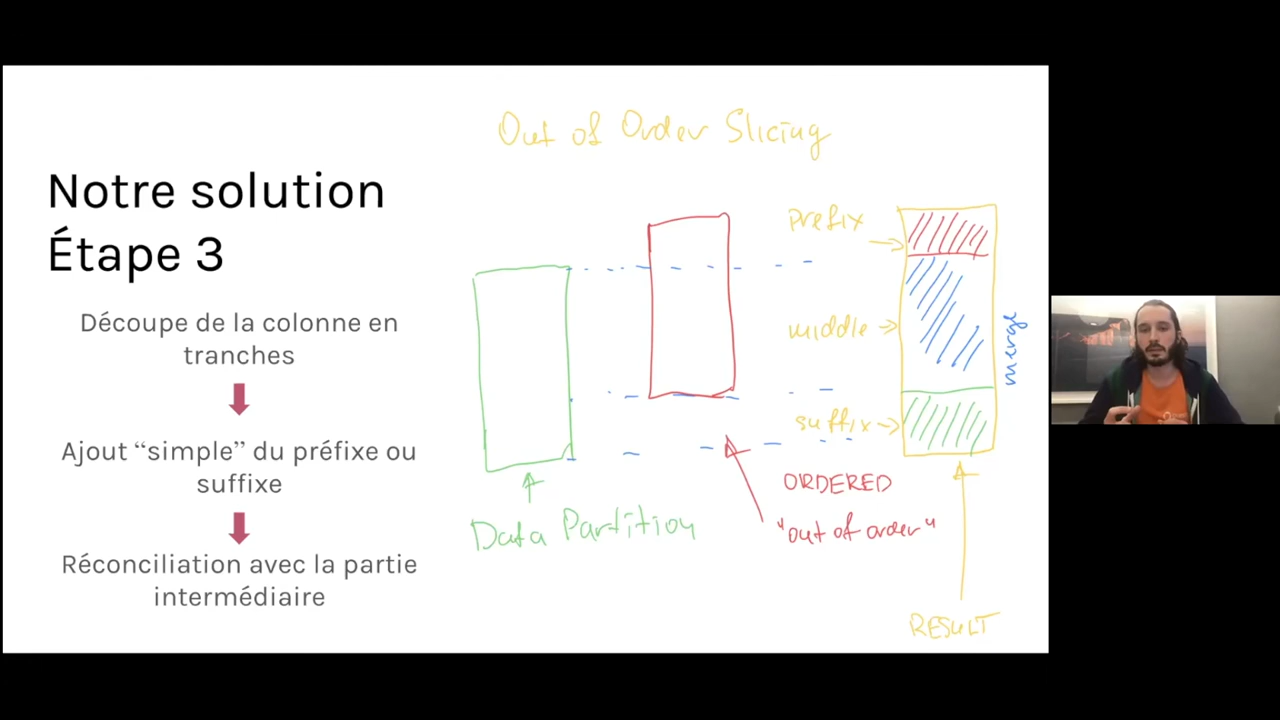 Notre solution
Étape 3
Découpe de la colonne en
tranches
Ajout “simple” du préfixe ou
suffixe
Réconciliation avec la partie
intermédiaire
Out of Order Slicing
prefix
middle
suffix
merge
ORDERED
"out of order"
Data Partition
RESULT